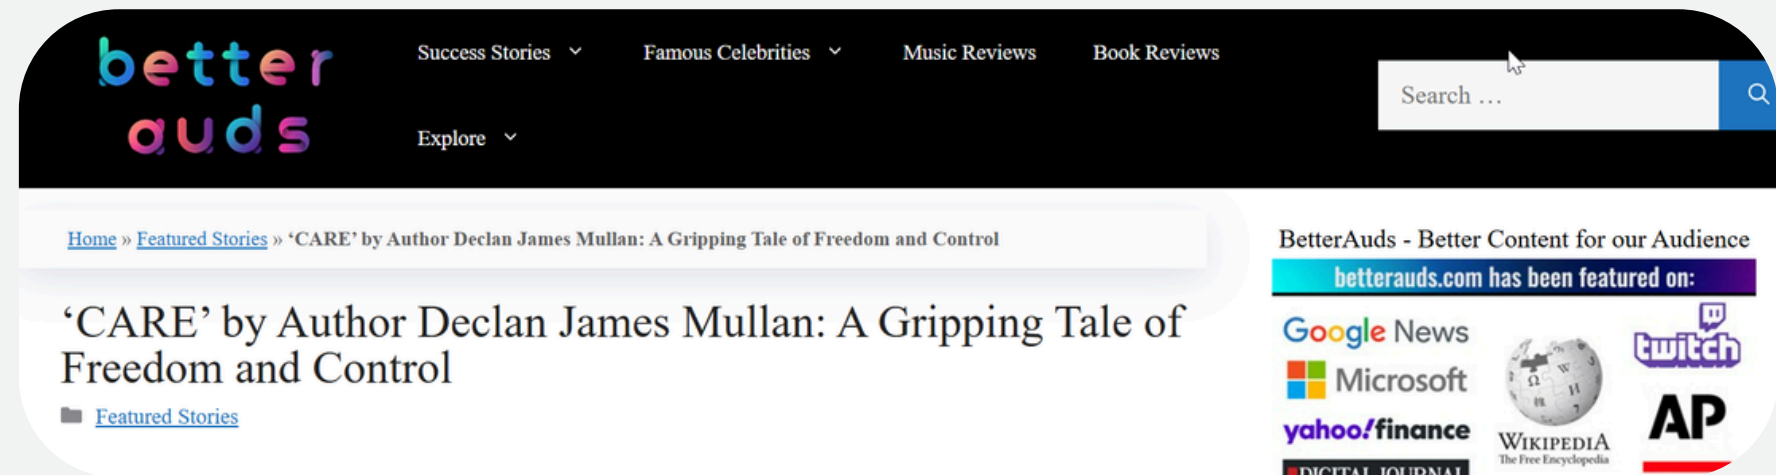 better
auds
Success Stories
Famous Celebrities
Music Reviews
Book Reviews
Explore
Search …
Home » Featured Stories » ‘CARE’ by Author Declan James Mullan: A Gripping Tale of Freedom and Control
‘CARE’ by Author Declan James Mullan: A Gripping Tale of
Freedom and Control
Featured Stories
BetterAuds - Better Content for our Audience
betterauds.com has been featured on:
Google News
twitch
Microsoft
Ω W И
yahoo!finance
WIKIPEDIA
The Free Encyclopedia
AP
DIGITAL JOURNAL